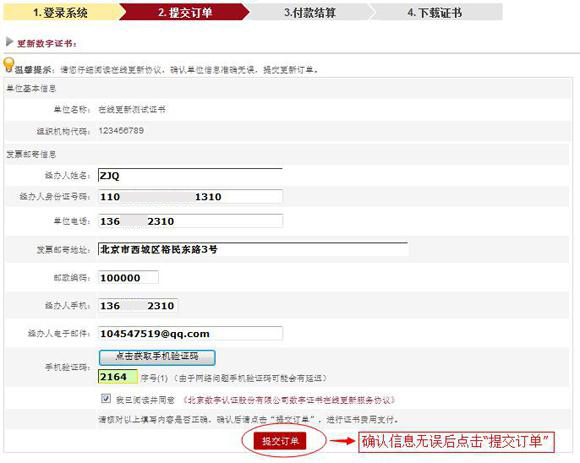 1.登录系统 2.提交订单 3.付款结算 4.下载证书
更新数字证书:
温馨提示：请您仔细阅读在线更新协议，确认单位信息准确无误，提交更新订单。
单位基本信息
单位名称： 在线更新测试证书
组织机构代码： 123456789
发票邮寄信息
经办人姓名： ZJQ
经办人身份证号码： 110 1310
单位电话： 136 2310
发票邮寄地址： 北京市西城区裕民东路3号
邮政编码： 100000
经办人手机： 136 2310
经办人电子邮件： 104547519@qq.com
点击获取手机验证码
手机验证码：
2164 序号(1) （由于网络问题手机验证码可能会有延迟）
我已阅读并同意 《北京数字认证股份有限公司数字证书在线更新服务协议》
请核对以上填写内容是否正确，确认后请点击“提交订单”，进行证书费用支付。
提交订单 确认信息无误后点击“提交订单”